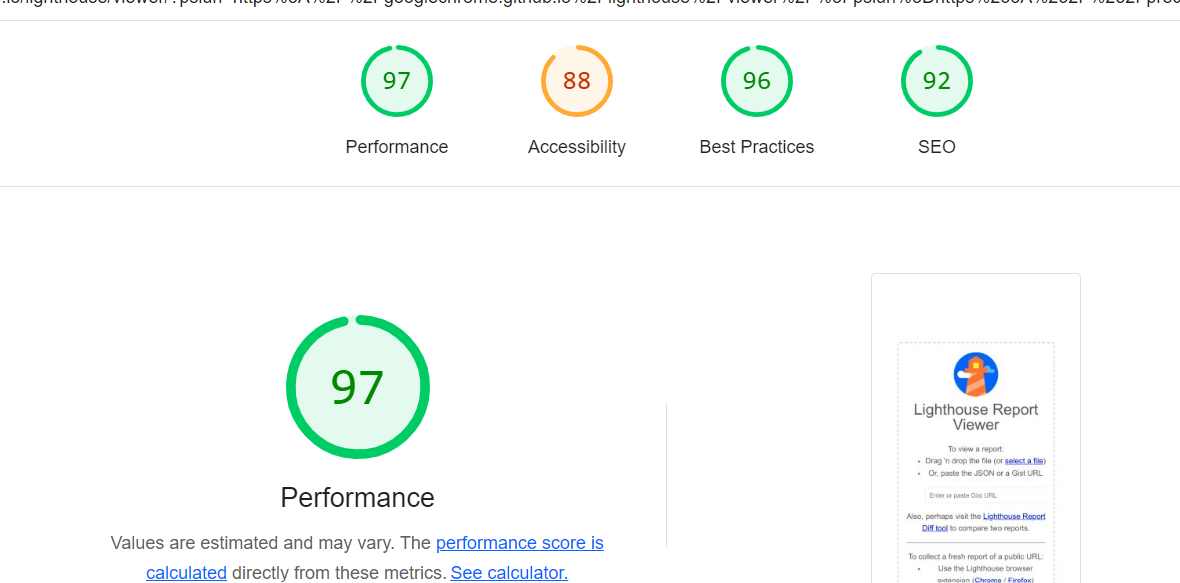 97
88
96
92
Performance
Accessibility
Best Practices
SEO
97
Performance
Values are estimated and may vary. The performance score is
calculated directly from these metrics. See calculator.
Lighthouse Report
Viewer
To view a report:
• Drag 'n drop the file (or select a file)
• Or, paste the JSON or a Gist URL
Enter or paste Gist URL
Also, perhaps visit the Lighthouse Report
Diff tool to compare two reports.
To collect a fresh report of a public URL:
• Use the Lighthouse browser
extension (Chrome / Firefox)